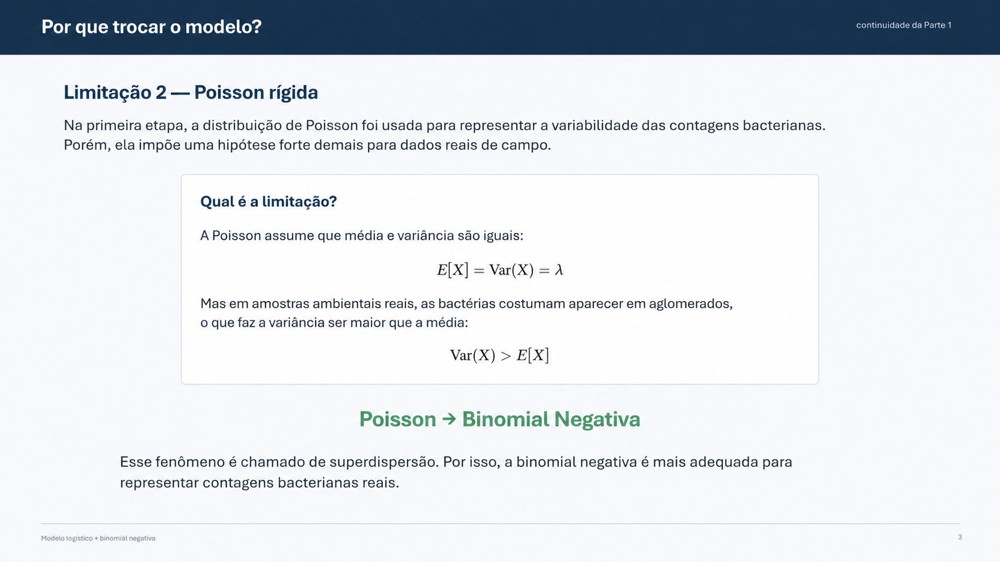 Por que trocar o modelo?
continuidade da Parte 1
Limitação 2 — Poisson rígida
Na primeira etapa, a distribuição de Poisson foi usada para representar a variabilidade das contagens bacterianas.
Porém, ela impõe uma hipótese forte demais para dados reais de campo.
Qual é a limitação?
A Poisson assume que média e variância são iguais:
E[X] = Var(X) = λ
Mas em amostras ambientais reais, as bactérias costumam aparecer em aglomerados,
o que faz a variância ser maior que a média:
Var(X) > E[X]
Poisson → Binomial Negativa
Esse fenômeno é chamado de superdispersão. Por isso, a binomial negativa é mais adequada para
representar contagens bacterianas reais.
Modelo logístico + binomial negativa
3